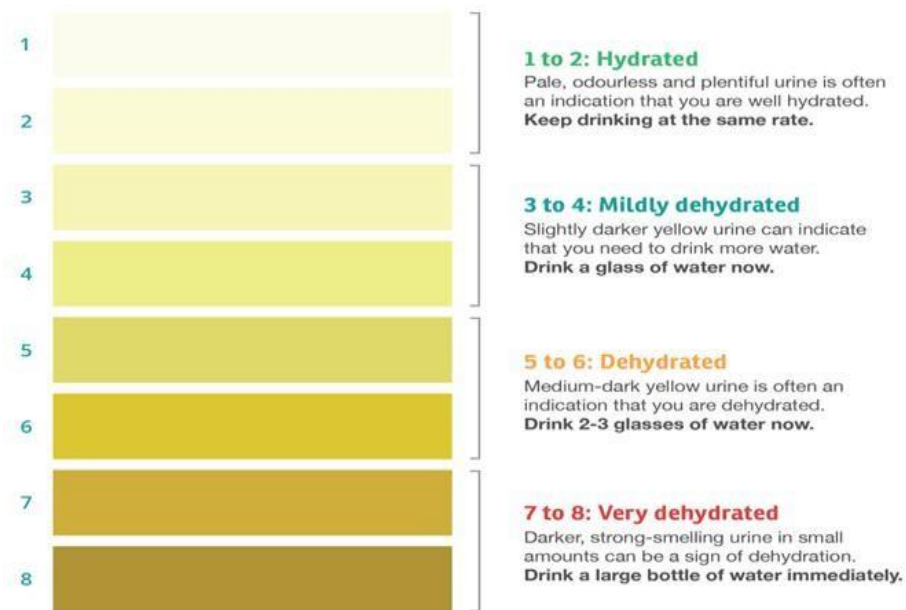 1
2
3
4
5
6
7
8
1 to 2: Hydrated
Pale, odourless and plentiful urine is often
an indication that you are well hydrated.
Keep drinking at the same rate.
3 to 4: Mildly dehydrated
Slightly darker yellow urine can indicate
that you need to drink more water.
Drink a glass of water now.
5 to 6: Dehydrated
Medium-dark yellow urine is often an
indication that you are dehydrated.
Drink 2-3 glasses of water now.
7 to 8: Very dehydrated
Darker, strong-smelling urine in small
amounts can be a sign of dehydration.
Drink a large bottle of water immediately.